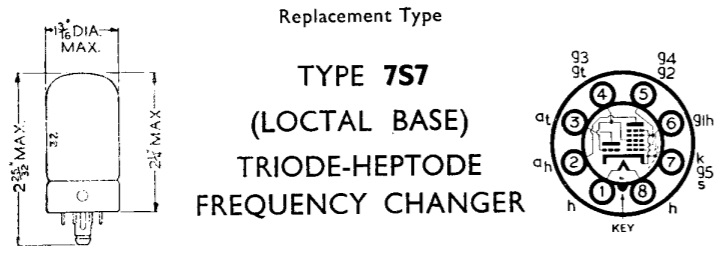 Replacement Type
1 3/16" DIA.
MAX.
2 25/32" MAX.
32
2 1/4" MAX
TYPE 7S7
(LOCTAL BASE)
TRIODE-HEPTODE
FREQUENCY CHANGER
g3
gt
g4
g2
at
4
5
g1h
3
6
ah
2
7
k
g5
s
1
8
h
h
KEY